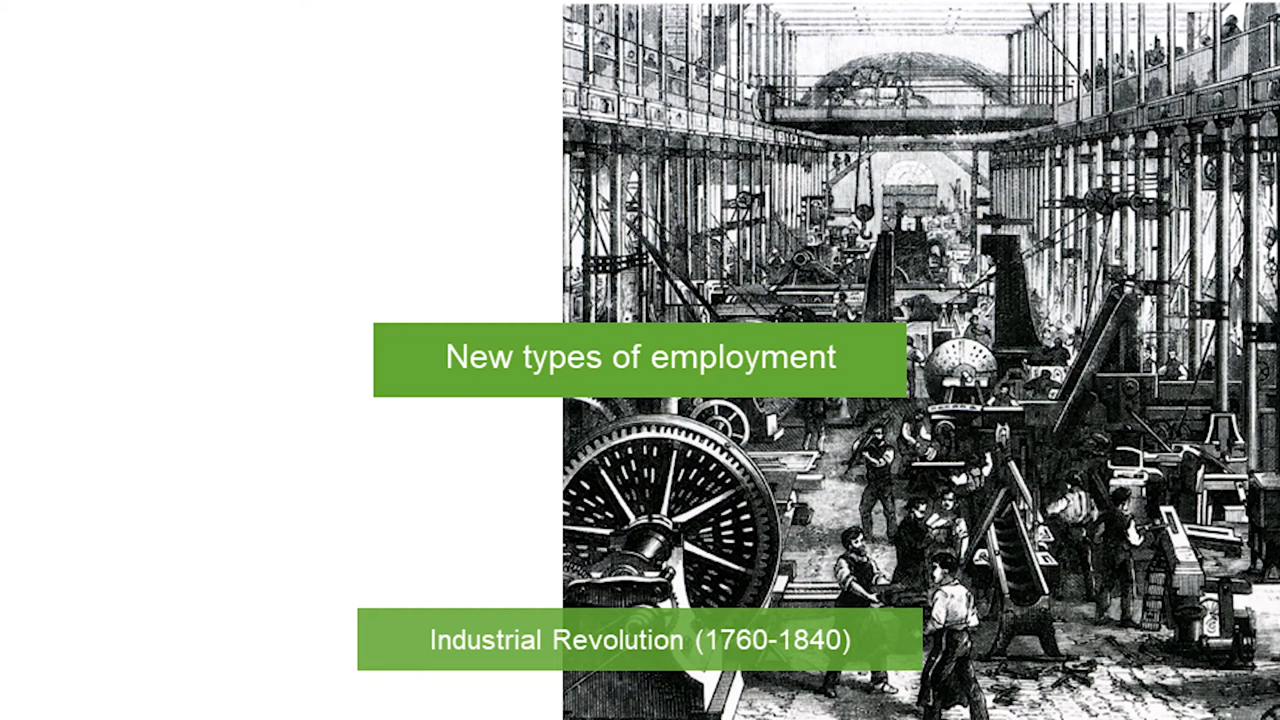 New types of employment
Industrial Revolution (1760-1840)